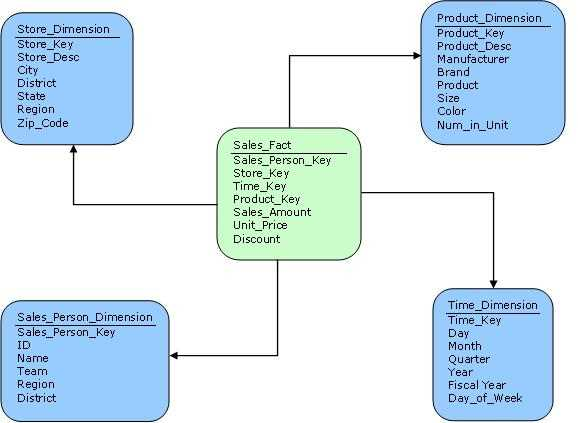 Store_Dimension
Store_Key
Store_Desc
City
District
State
Region
Zip_Code
Product_Dimension
Product_Key
Product_Desc
Manufacturer
Brand
Product
Size
Color
Num_in_Unit
Sales_Fact
Sales_Person_Key
Store_Key
Time_Key
Product_Key
Sales_Amount
Unit_Price
Discount
Sales_Person_Dimension
Sales_Person_Key
ID
Name
Team
Region
District
Time_Dimension
Time_Key
Day
Month
Quarter
Year
Fiscal Year
Day_of_Week